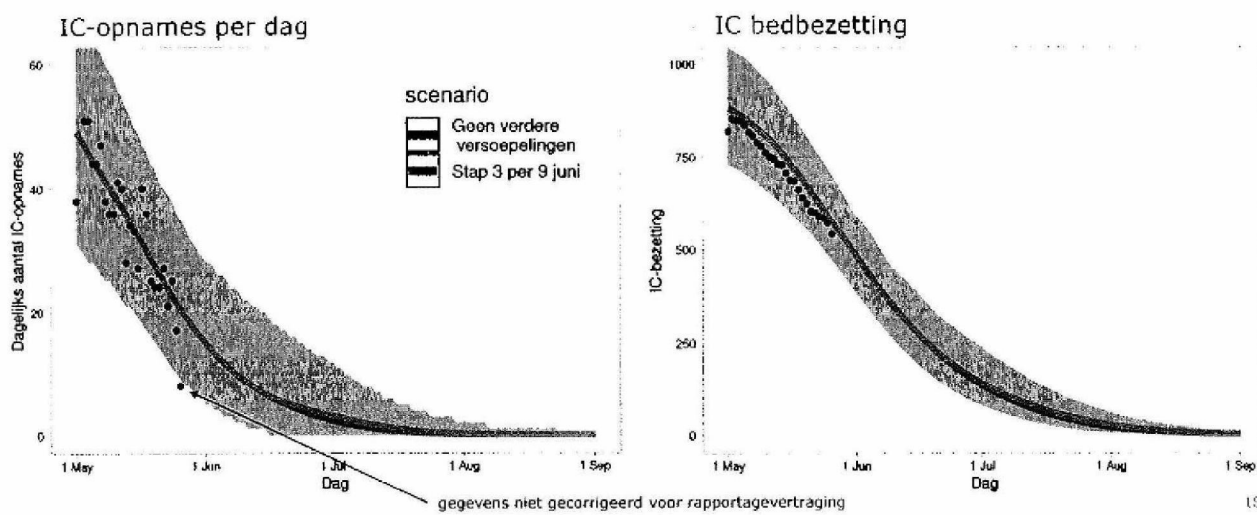 IC-opnames per dag
60
40
20
0
Dagelijks aantal IC-opnames
scenario
Geen verdere
versoepelingen
Stap 3 per 9 juni
1 May
1 Jun
1 Jul
1 Aug
1 Sep
Dag
IC bedbezetting
1000
750
500
250
0
IC-bezetting
1 May
1 Jun
1 Jul
1 Aug
1 Sep
Dag
gegevens niet gecorrigeerd voor rapportagevertraging